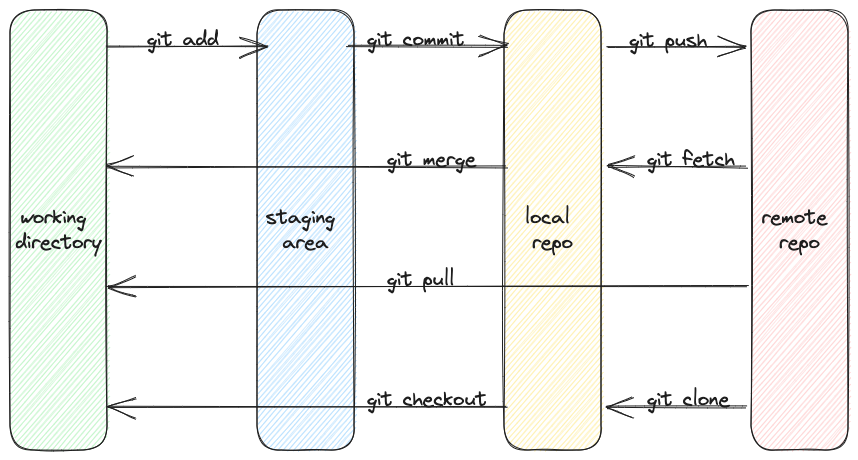 git add
git commit
git push
git merge
git fetch
working
directory
staging
area
local
repo
remote
repo
git pull
git checkout
git clone